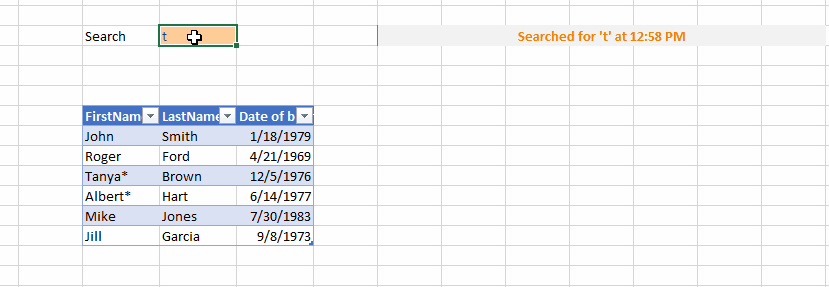 Search t Searched for 't' at 12:58 PM
FirstNam LastName Date of b
John Smith 1/18/1979
Roger Ford 4/21/1969
Tanya* Brown 12/5/1976
Albert* Hart 6/14/1977
Mike Jones 7/30/1983
Jill Garcia 9/8/1973